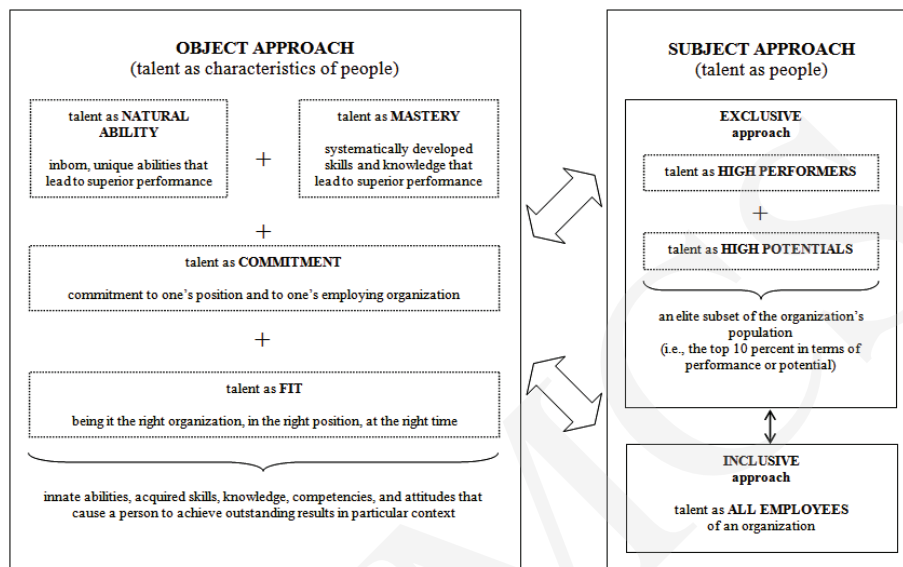 OBJECT APPROACH
(talent as characteristics of people)
talent as NATURAL
ABILITY
inborn, unique abilities that
lead to superior performance
+
talent as MASTERY
systematically developed
skills and knowledge that
lead to superior performance
+
talent as COMMITMENT
commitment to one's position and to one's employing organization
+
talent as FIT
being it the right organization, in the right position, at the right time
innate abilities, acquired skills, knowledge, competencies, and attitudes that
cause a person to achieve outstanding results in particular context
SUBJECT APPROACH
(talent as people)
EXCLUSIVE
approach
talent as HIGH PERFORMERS
+
talent as HIGH POTENTIALS
an elite subset of the organization's
population
(i.e., the top 10 percent in terms of
performance or potential)
INCLUSIVE
approach
talent as ALL EMPLOYEES
of an organization